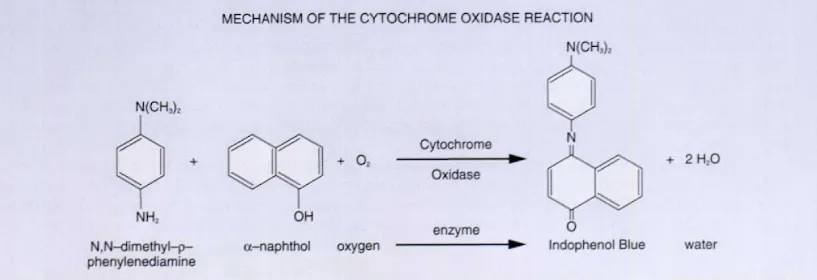 MECHANISM OF THE CYTOCHROME OXIDASE REACTION
N(CH₃)₂
N(CH₃)₂
N
Cytochrome
+ + O₂ + 2 H₂O
Oxidase
NH₂ OH O
enzyme
N,N–dimethyl–ρ– α–naphthol oxygen Indophenol Blue water
phenylenediamine